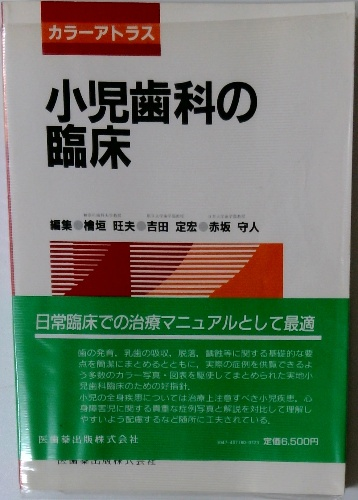 カラーアトラス
小児歯科の
臨床
編集●檜垣 旺夫●吉田 定宏●赤坂 守人
日常臨床での治療マニュアルとして最適
歯の発育，乳歯の吸収，脱落，齲蝕等に関する基礎的な要
点を簡潔にまとめるとともに，実際の症例を供覧できるよ
う多数のカラー写真・図表を駆使してまとめられた実地小
児歯科臨床のための好指針．
小児の全身疾患については治療上注意すべき小児疾患，心
身障害児に関する貴重な症例写真と解説を対比して理解し
やすいよう配慮するなど随所に工夫されている．
医歯薬出版株式会社 定価6,500円
医歯薬出版株式会社